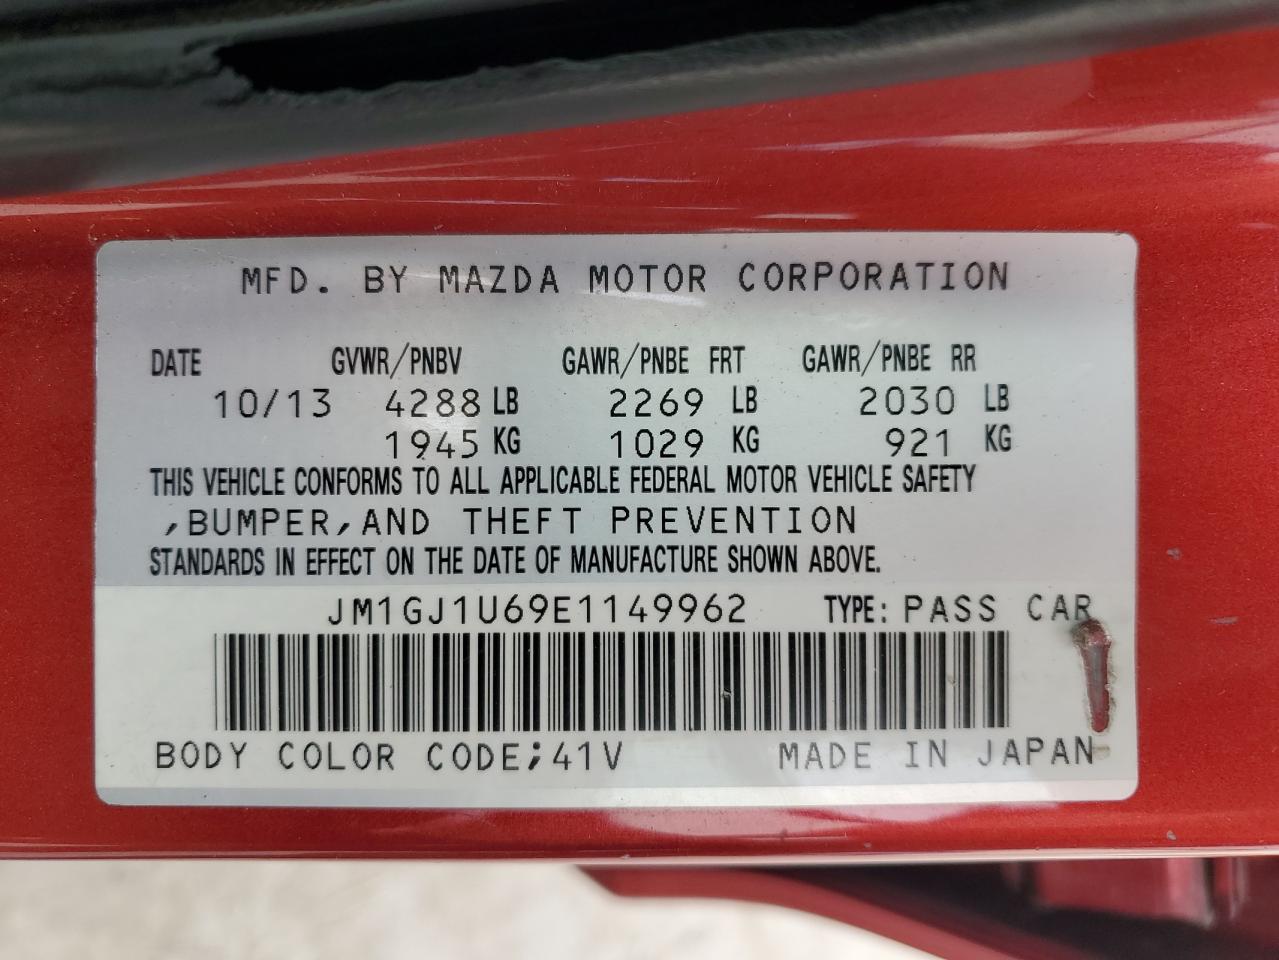 MFD. BY MAZDA MOTOR CORPORATION
DATE GVWR/PNBV GAWR/PNBE FRT GAWR/PNBE RR
10/13 4288 LB 2269 LB 2030 LB
1945 KG 1029 KG 921 KG
THIS VEHICLE CONFORMS TO ALL APPLICABLE FEDERAL MOTOR VEHICLE SAFETY
,BUMPER,AND THEFT PREVENTION
STANDARDS IN EFFECT ON THE DATE OF MANUFACTURE SHOWN ABOVE.
JM1GJ1U69E1149962 TYPE: PASS CAR
BODY COLOR CODE;41V MADE IN JAPAN